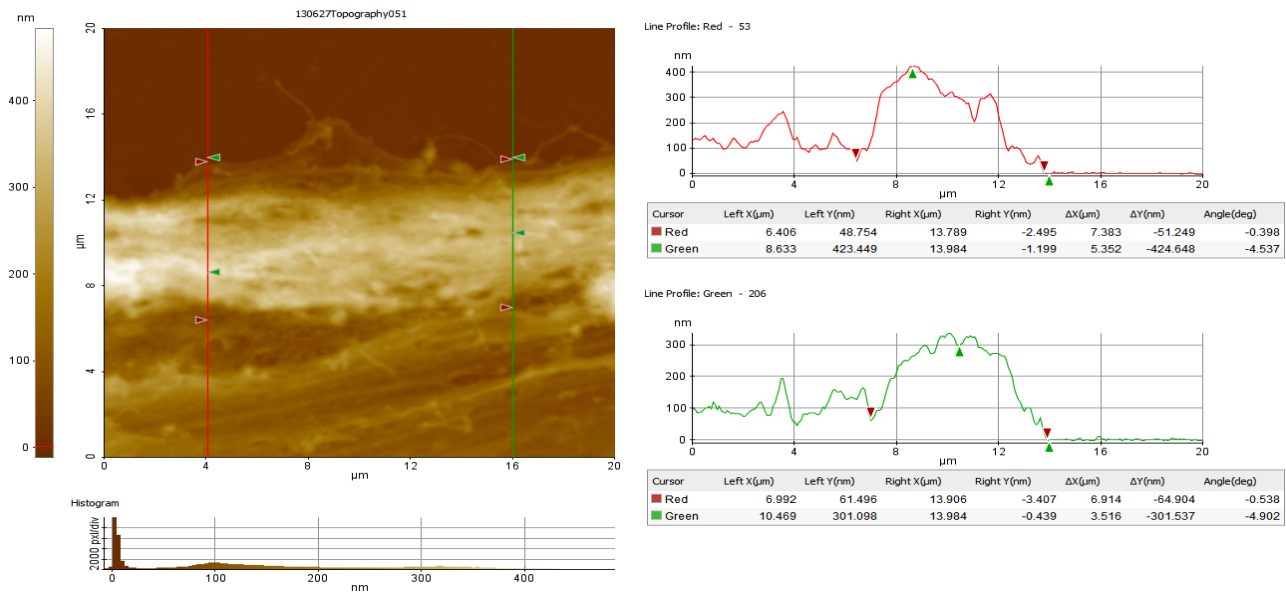 130627Topography051
nm
400
300
200
100
0
20
16
12
8
4
0
µm
0 4 8 12 16 20
µm
Histogram
2000 px/div
0 100 200 300 400
nm
Line Profile: Red - 53
nm
400
300
200
100
0
0 4 8 12 16 20
µm
Cursor Left X(µm) Left Y(nm) Right X(µm) Right Y(nm) ΔX(µm) ΔY(nm) Angle(deg)
Red 6.406 48.754 13.789 -2.495 7.383 -51.249 -0.398
Green 8.633 423.449 13.984 -1.199 5.352 -424.648 -4.537
Line Profile: Green - 206
nm
300
200
100
0
0 4 8 12 16 20
µm
Cursor Left X(µm) Left Y(nm) Right X(µm) Right Y(nm) ΔX(µm) ΔY(nm) Angle(deg)
Red 6.992 61.496 13.906 -3.407 6.914 -64.904 -0.538
Green 10.469 301.098 13.984 -0.439 3.516 -301.537 -4.902